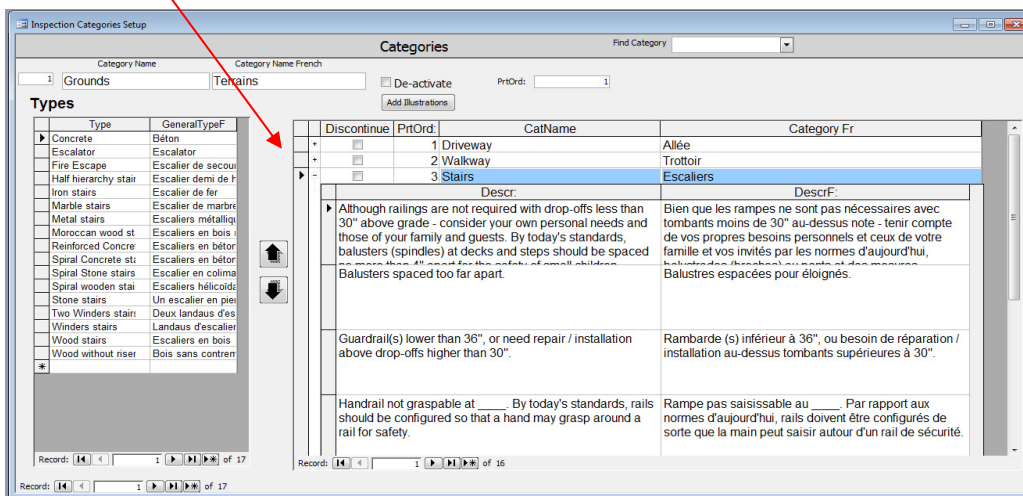 Inspection Categories Setup
Categories
Find Category
Category Name
Category Name French
1 Grounds Terrains
De-activate
PrtOrd: 1
Add Illustrations
Types
Type GeneralTypeF
Concrete Béton
Escalator Escalator
Fire Escape Escalier de secou
Half hierarchy stair Escalier demi de h
Iron stairs Escalier de fer
Marble stairs Escalier de marbre
Metal stairs Escaliers métalliqu
Moroccan wood st Escaliers en bois
Reinforced Concre Escaliers en béton
Spiral Concrete sta Escaliers en béton
Spiral Stone stairs Escalier en colima
Spiral wooden stai Escaliers hélicoïda
Stone stairs Un escalier en pier
Two Winders stairs Deux landaus d'es
Winders stairs Landaus d'escalier
Wood stairs Escaliers en bois
Wood without riser Bois sans contrem
Record: 1 of 17
Discontinue PrtOrd: CatName Category Fr
1 Driveway Allée
2 Walkway Trottoir
3 Stairs Escaliers
Descr: DescrF:
Although railings are not required with drop-offs less than
30" above grade - consider your own personal needs and
those of your family and guests. By today's standards,
balusters (spindles) at decks and steps should be spaced
no more than 4" apart for the safety of small children
Bien que les rampes ne sont pas nécessaires avec
tombants moins de 30" au-dessus note - tenir compte
de vos propres besoins personnels et ceux de votre
famille et vos invités par les normes d'aujourd'hui,
Balusters spaced too far apart.
Balustres espacées pour éloignés.
Guardrail(s) lower than 36", or need repair / installation
above drop-offs higher than 30".
Rambarde (s) inférieur à 36", ou besoin de réparation /
installation au-dessus tombants supérieures à 30".
Handrail not graspable at ____. By today's standards, rails
should be configured so that a hand may grasp around a
rail for safety.
Rampe pas saisissable au ____. Par rapport aux
normes d'aujourd'hui, rails doivent être configurés de
sorte que la main peut saisir autour d'un rail de sécurité.
Record: 1 of 16
Record: 1 of 17